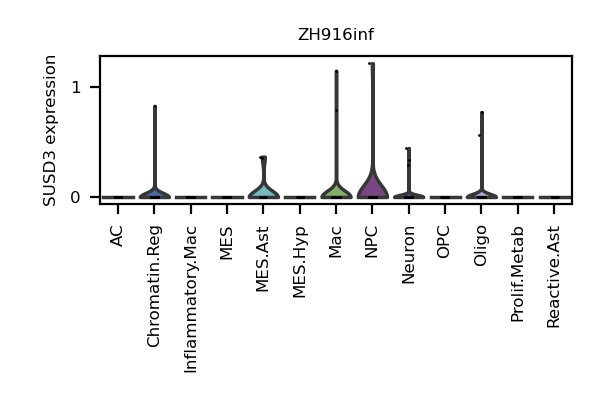 ZH916inf
SUSD3 expression
1
0
AC
Chromatin.Reg
Inflammatory.Mac
MES
MES.Ast
MES.Hyp
Mac
NPC
Neuron
OPC
Oligo
Prolif.Metab
Reactive.Ast